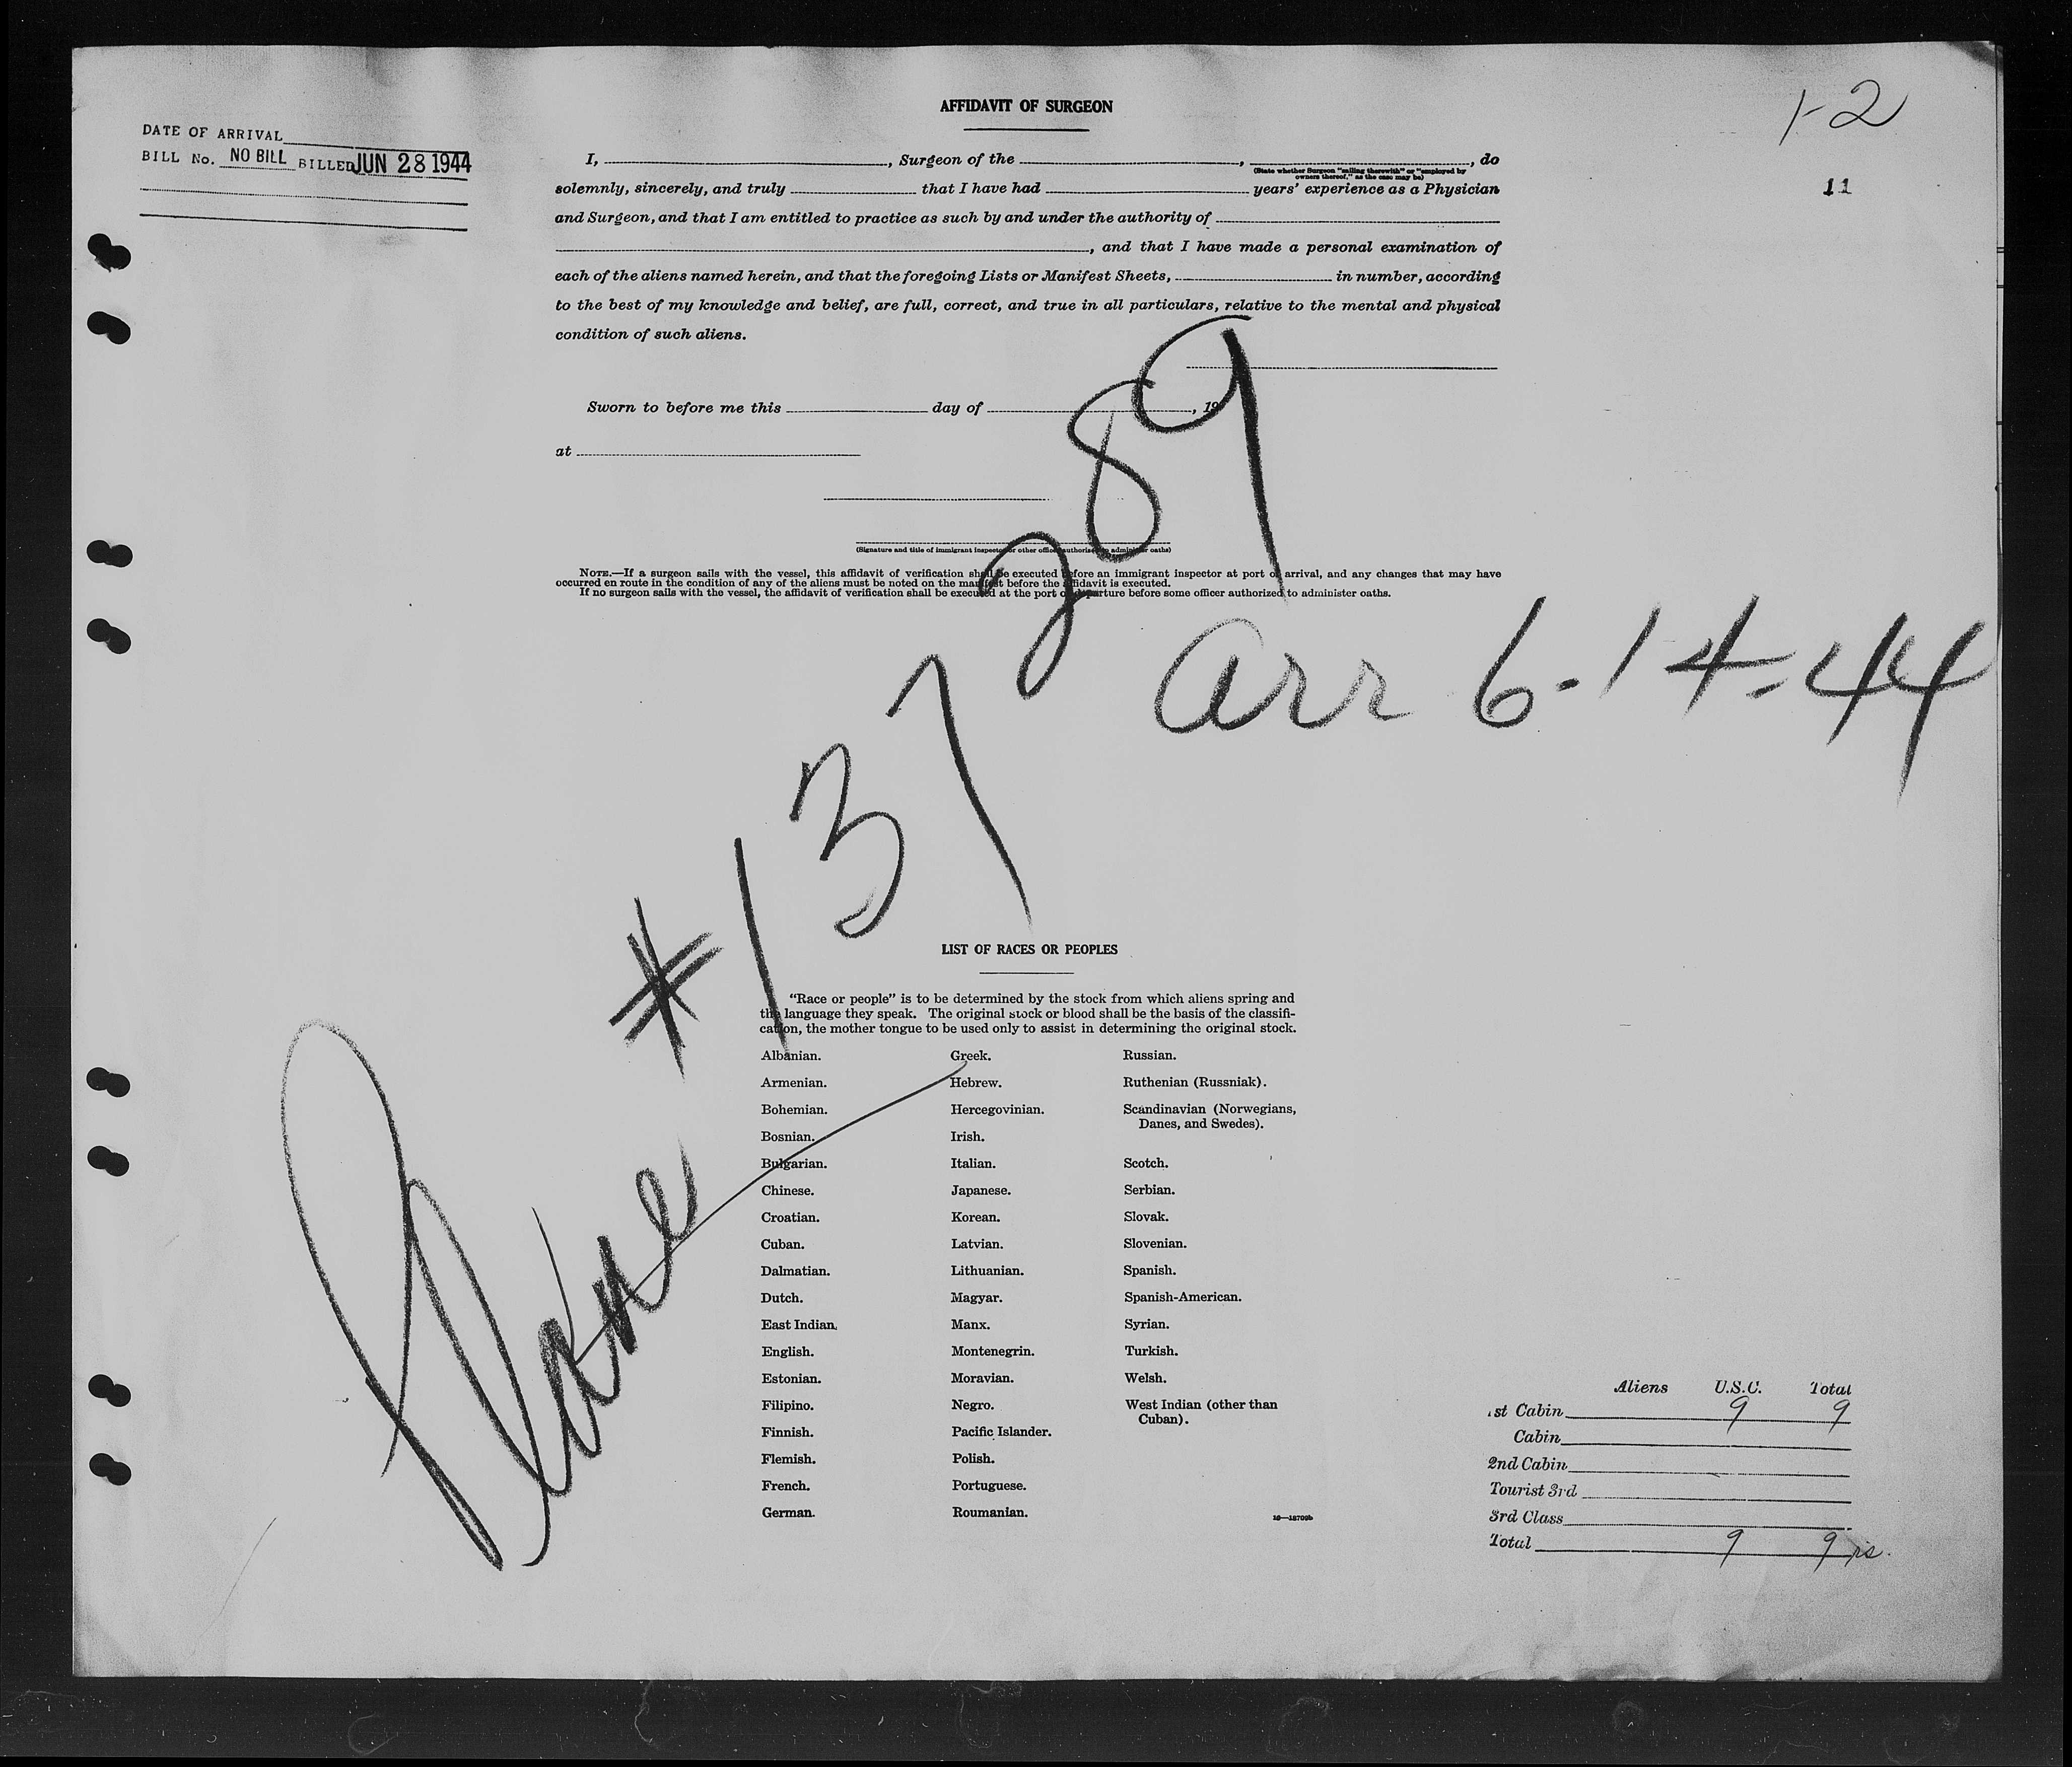 AFFIDAVIT OF SURGEON
1-2
DATE OF ARRIVAL
BILL No. NO BILL BILLED JUN 28 1944
11
I, , Surgeon of the , , do
(State whether Surgeon "sailing therewith" or "employed by owners thereof," as the case may be)
solemnly, sincerely, and truly that I have had years' experience as a Physician
and Surgeon, and that I am entitled to practice as such by and under the authority of
, and that I have made a personal examination of
each of the aliens named herein, and that the foregoing Lists or Manifest Sheets, in number, according
to the best of my knowledge and belief, are full, correct, and true in all particulars, relative to the mental and physical
condition of such aliens.
Sworn to before me this day of , 19
at
(Signature and title of immigrant inspector or other officer authorized to administer oaths)
NOTE.—If a surgeon sails with the vessel, this affidavit of verification shall be executed before an immigrant inspector at port of arrival, and any changes that may have
occurred en route in the condition of any of the aliens must be noted on the manifest before the affidavit is executed.
If no surgeon sails with the vessel, the affidavit of verification shall be executed at the port of departure before some officer authorized to administer oaths.
Plane #137289
arr 6-14-44
LIST OF RACES OR PEOPLES
"Race or people" is to be determined by the stock from which aliens spring and
the language they speak. The original stock or blood shall be the basis of the classifi-
cation, the mother tongue to be used only to assist in determining the original stock.
Albanian.
Armenian.
Bohemian.
Bosnian.
Bulgarian.
Chinese.
Croatian.
Cuban.
Dalmatian.
Dutch.
East Indian.
English.
Estonian.
Filipino.
Finnish.
Flemish.
French.
German.
Greek.
Hebrew.
Hercegovinian.
Irish.
Italian.
Japanese.
Korean.
Latvian.
Lithuanian.
Magyar.
Manx.
Montenegrin.
Moravian.
Negro.
Pacific Islander.
Polish.
Portuguese.
Roumanian.
Russian.
Ruthenian (Russniak).
Scandinavian (Norwegians,
Danes, and Swedes).
Scotch.
Serbian.
Slovak.
Slovenian.
Spanish.
Spanish-American.
Syrian.
Turkish.
Welsh.
West Indian (other than
Cuban).
Aliens U.S.C. Total
1st Cabin 9 9
Cabin
2nd Cabin
Tourist 3rd
3rd Class
Total 9 9